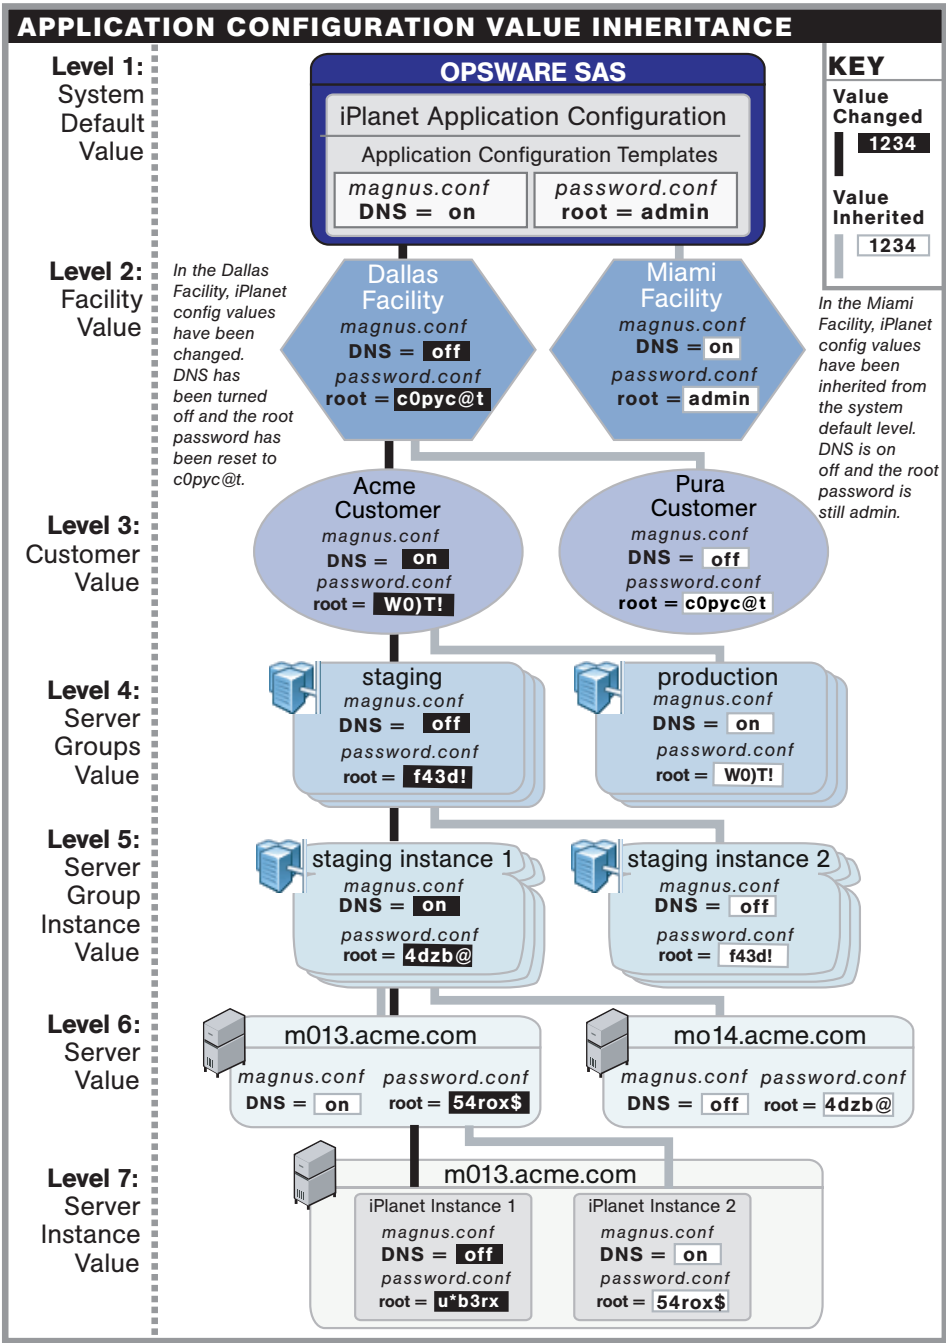 APPLICATION CONFIGURATION VALUE INHERITANCE
Level 1:
System
Default
Value
OPSWARE SAS
iPlanet Application Configuration
Application Configuration Templates
magnus.conf
DNS = on
password.conf
root = admin
KEY
Value
Changed
1234
Value
Inherited
1234
Level 2:
Facility
Value
In the Dallas
Facility, iPlanet
config values
have been
changed.
DNS has
been turned
off and the root
password has
been reset to
c0pyc@t.
Dallas
Facility
magnus.conf
DNS = off
password.conf
root = c0pyc@t
Miami
Facility
magnus.conf
DNS = on
password.conf
root = admin
In the Miami
Facility, iPlanet
config values
have been
inherited from
the system
default level.
DNS is on
off and the root
password is
still admin.
Level 3:
Customer
Value
Acme
Customer
magnus.conf
DNS = on
password.conf
root = W0)T!
Pura
Customer
magnus.conf
DNS = off
password.conf
root = c0pyc@t
Level 4:
Server
Groups
Value
staging
magnus.conf
DNS = off
password.conf
root = f43d!
production
magnus.conf
DNS = on
password.conf
root = W0)T!
Level 5:
Server
Group
Instance
Value
staging instance 1
magnus.conf
DNS = on
password.conf
root = 4dzb@
staging instance 2
magnus.conf
DNS = off
password.conf
root = f43d!
Level 6:
Server
Value
m013.acme.com
magnus.conf password.conf
DNS = on root = 54rox$
mo14.acme.com
magnus.conf password.conf
DNS = off root = 4dzb@
Level 7:
Server
Instance
Value
m013.acme.com
iPlanet Instance 1
magnus.conf
DNS = off
password.conf
root = u*b3rx
iPlanet Instance 2
magnus.conf
DNS = on
password.conf
root = 54rox$